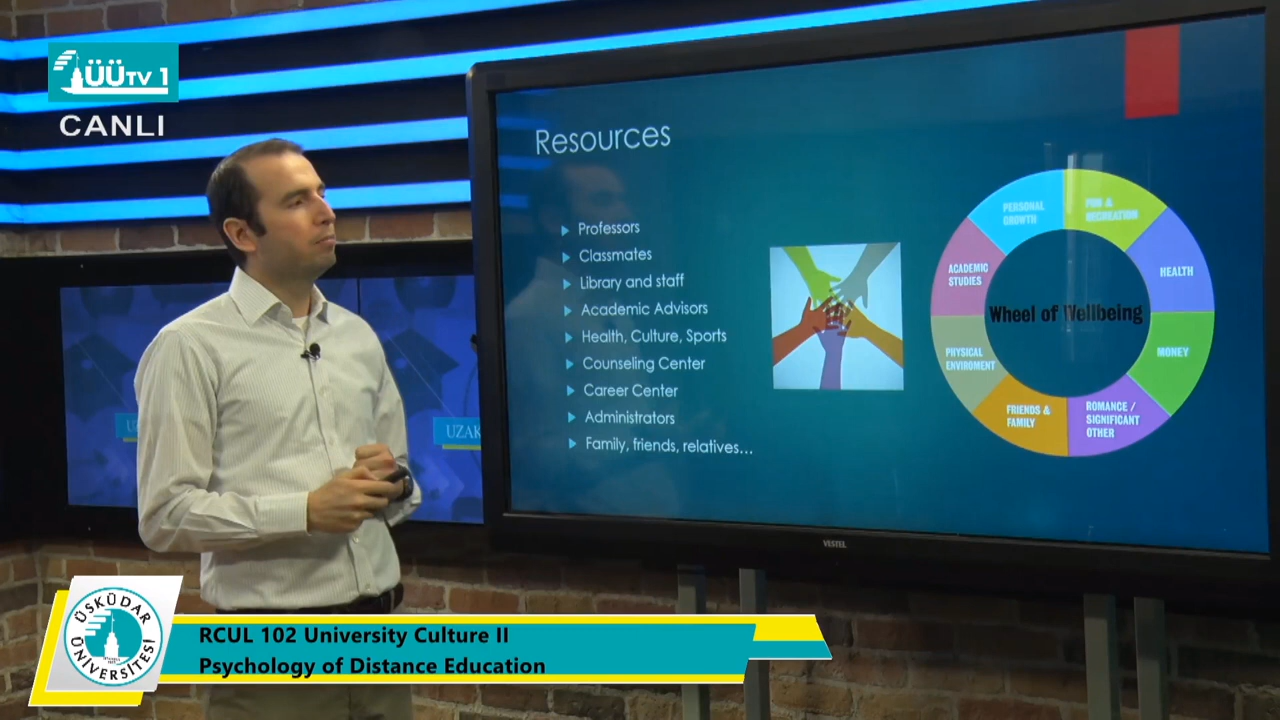 ÜÜTV 1
CANLI
Resources
Professors
Classmates
Library and staff
Academic Advisors
Health, Culture, Sports
Counseling Center
Career Center
Administrators
Family, friends, relatives...
PERSONAL
GROWTH
FUN &
RECREATION
ACADEMIC
STUDIES
HEALTH
Wheel of Wellbeing
PHYSICAL
ENVIROMENT
MONEY
FRIENDS &
FAMILY
ROMANCE /
SIGNIFICANT
OTHER
UZAK
VESTEL
ÜSKÜDAR
ÜNİVERSİTESİ
RCUL 102 University Culture II
Psychology of Distance Education